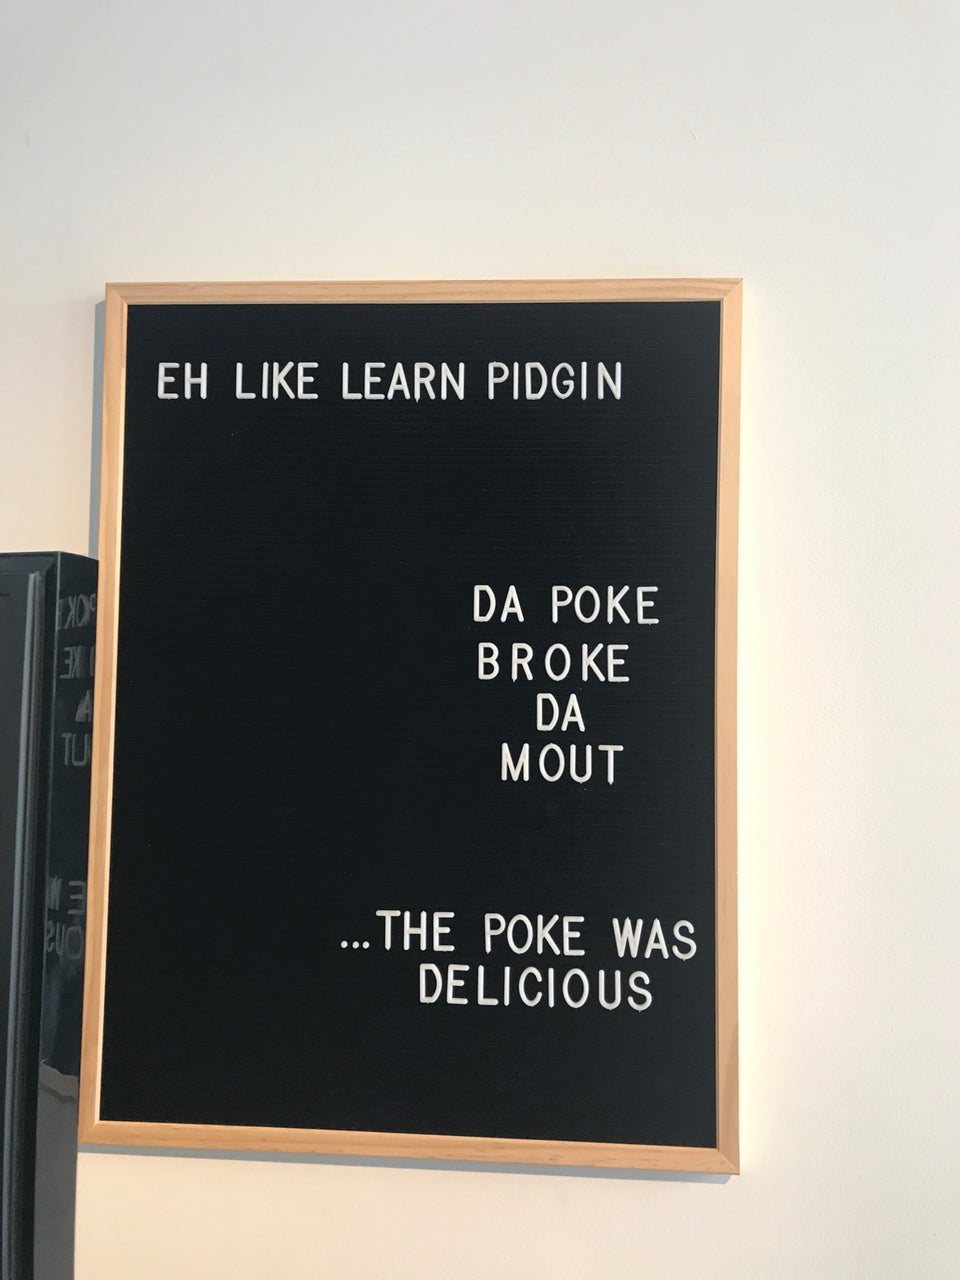 EH LIKE LEARN PIDGIN
DA POKE
BROKE
DA
MOUT
...THE POKE WAS
DELICIOUS